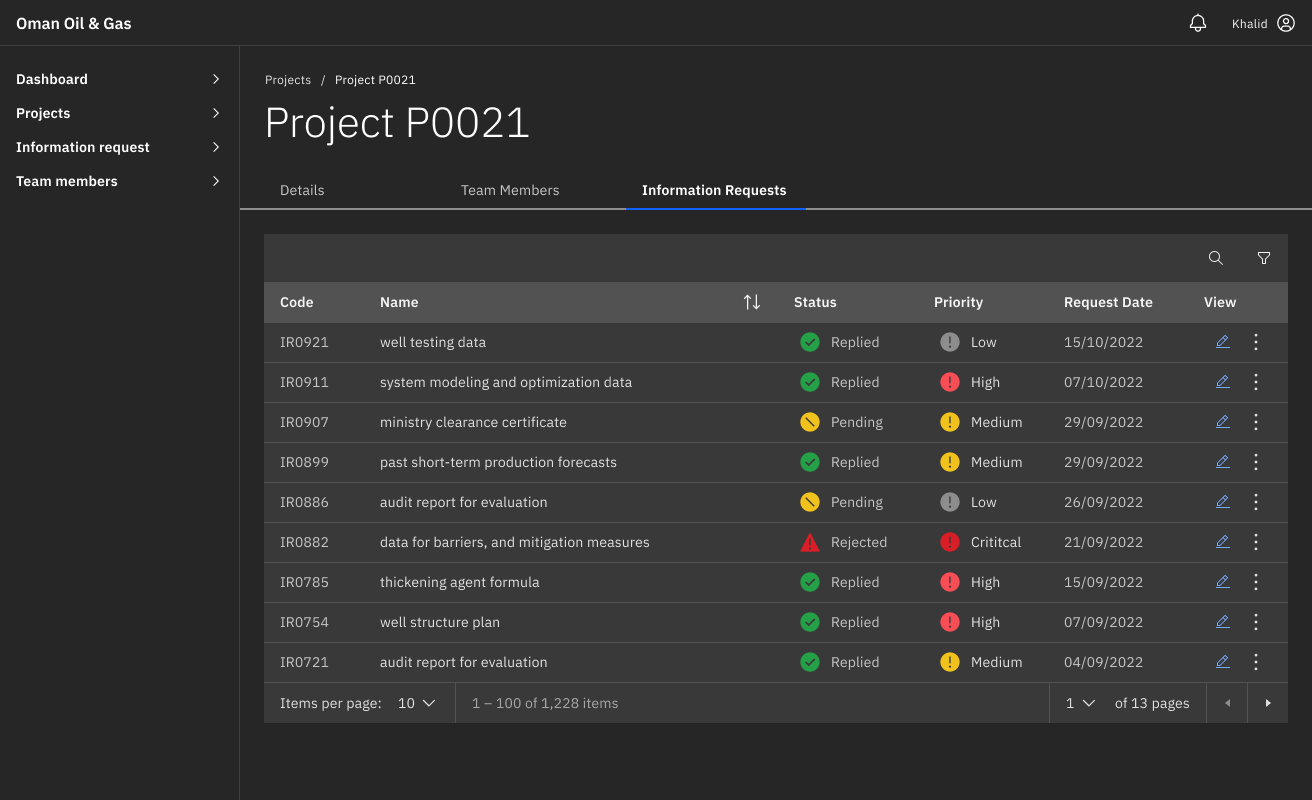 Oman Oil & Gas
Khalid
Dashboard
Projects
Information request
Team members
Projects / Project P0021
Project P0021
Details Team Members Information Requests
Code Name Status Priority Request Date View
IR0921 well testing data Replied Low 15/10/2022
IR0911 system modeling and optimization data Replied High 07/10/2022
IR0907 ministry clearance certificate Pending Medium 29/09/2022
IR0899 past short-term production forecasts Replied Medium 29/09/2022
IR0886 audit report for evaluation Pending Low 26/09/2022
IR0882 data for barriers, and mitigation measures Rejected Crititcal 21/09/2022
IR0785 thickening agent formula Replied High 15/09/2022
IR0754 well structure plan Replied High 07/09/2022
IR0721 audit report for evaluation Replied Medium 04/09/2022
Items per page: 10 1 – 100 of 1,228 items 1 of 13 pages